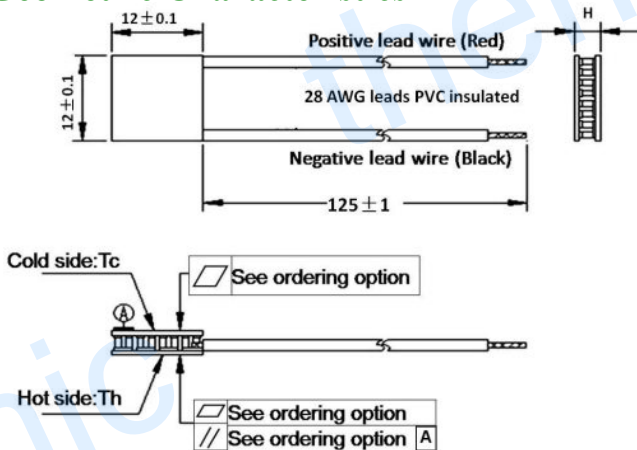 12±0.1
H
Positive lead wire (Red)
12±0.1
28 AWG leads PVC insulated
Negative lead wire (Black)
125±1
Cold side:Tc
See ordering option
A
Hot side:Th
See ordering option
// See ordering option A